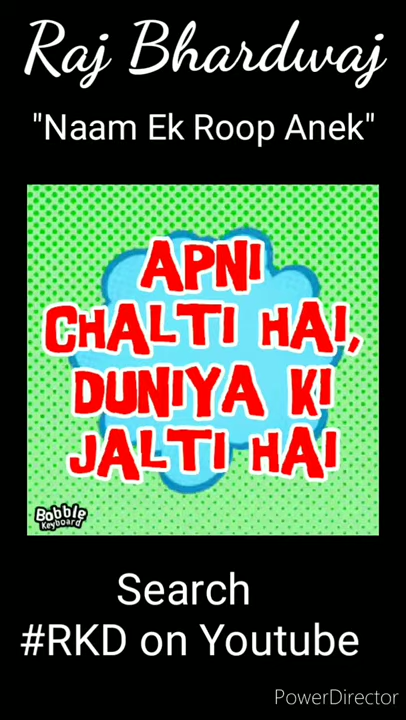 Raj Bhardwaj
"Naam Ek Roop Anek"
APNI
CHALTI HAI,
DUNIYA KI
JALTI HAI
Bobble
Keyboard
Search
#RKD on Youtube
PowerDirector